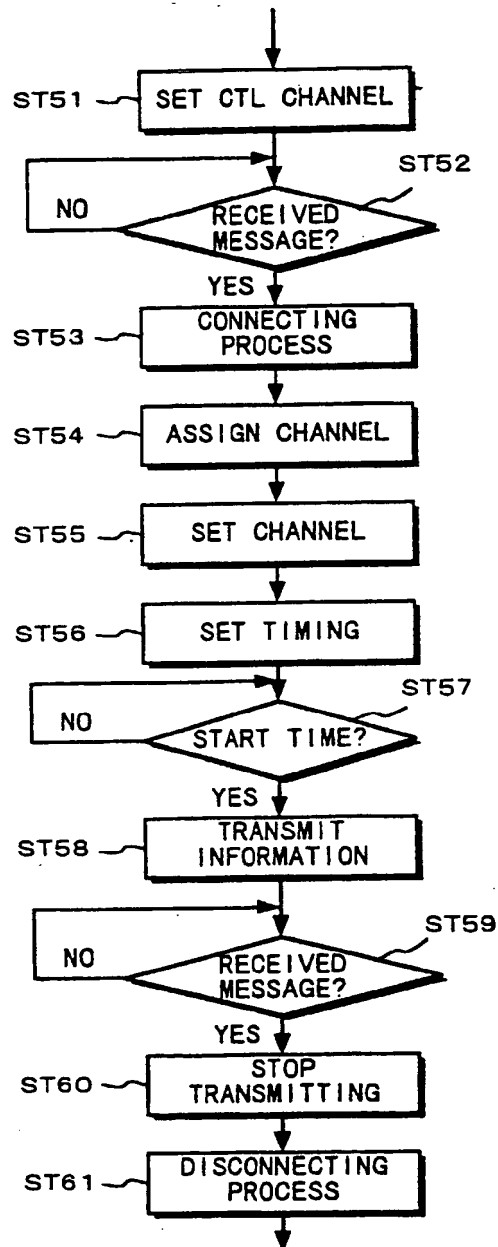 ST51
SET CTL CHANNEL
ST52
NO
RECEIVED
MESSAGE?
YES
ST53
CONNECTING
PROCESS
ST54
ASSIGN CHANNEL
ST55
SET CHANNEL
ST56
SET TIMING
ST57
NO
START TIME?
YES
ST58
TRANSMIT
INFORMATION
ST59
NO
RECEIVED
MESSAGE?
YES
ST60
STOP
TRANSMITTING
ST61
DISCONNECTING
PROCESS